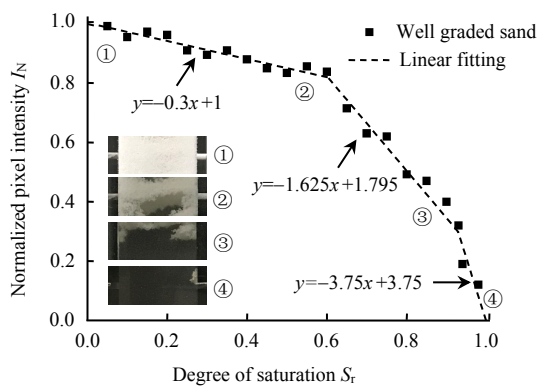 1.0
0.8
0.6
0.4
0.2
0.0
Normalized pixel intensity I_N
Well graded sand
Linear fitting
①
②
y=−0.3x+1
①
②
③
④
y=−1.625x+1.795
③
y=−3.75x+3.75
④
0.0 0.2 0.4 0.6 0.8 1.0
Degree of saturation S_r